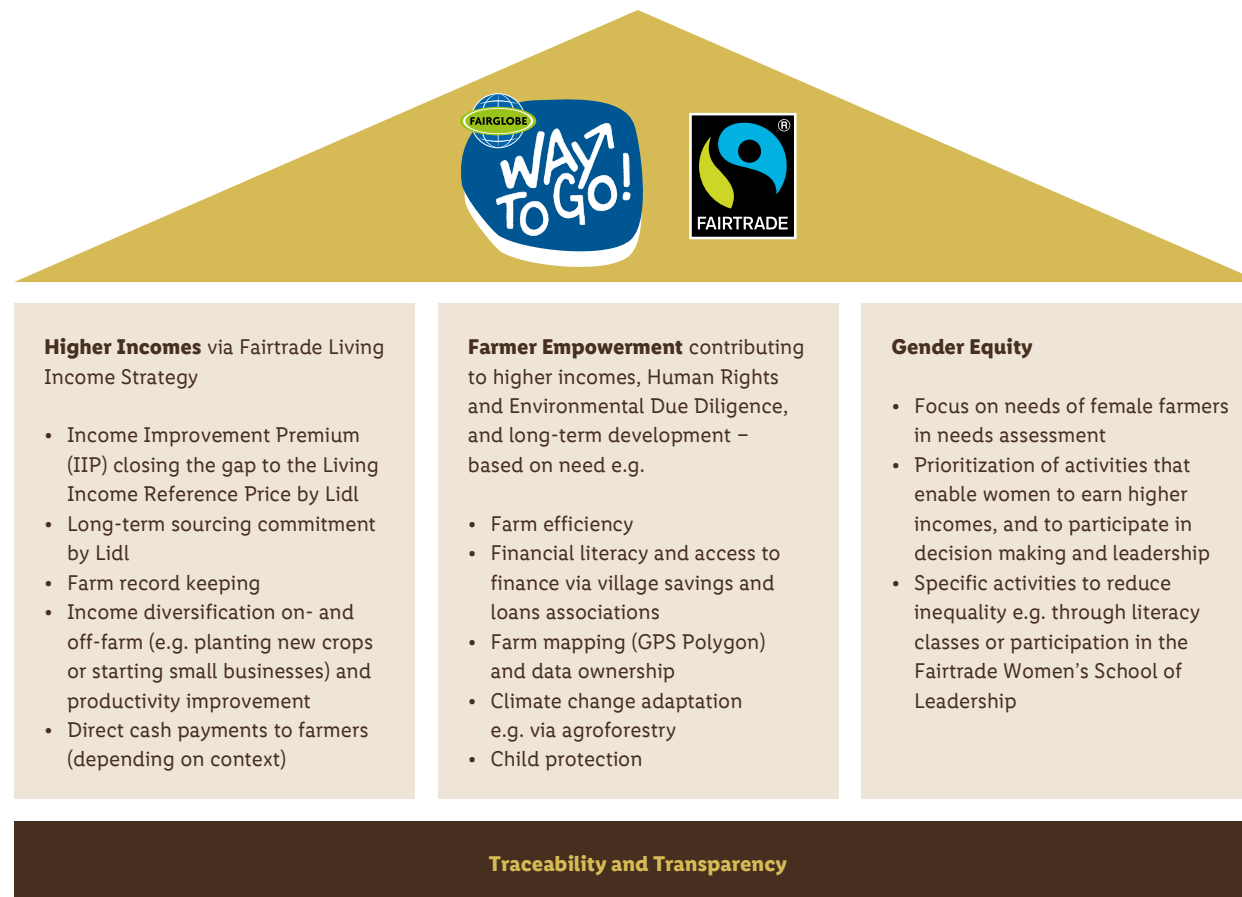 FAIRGLOBE
WAY
TO GO!
®
FAIRTRADE
Higher Incomes via Fairtrade Living
Income Strategy
• Income Improvement Premium
(IIP) closing the gap to the Living
Income Reference Price by Lidl
• Long-term sourcing commitment
by Lidl
• Farm record keeping
• Income diversification on- and
off-farm (e.g. planting new crops
or starting small businesses) and
productivity improvement
• Direct cash payments to farmers
(depending on context)
Farmer Empowerment contributing
to higher incomes, Human Rights
and Environmental Due Diligence,
and long-term development –
based on need e.g.
• Farm efficiency
• Financial literacy and access to
finance via village savings and
loans associations
• Farm mapping (GPS Polygon)
and data ownership
• Climate change adaptation
e.g. via agroforestry
• Child protection
Gender Equity
• Focus on needs of female farmers
in needs assessment
• Prioritization of activities that
enable women to earn higher
incomes, and to participate in
decision making and leadership
• Specific activities to reduce
inequality e.g. through literacy
classes or participation in the
Fairtrade Women's School of
Leadership
Traceability and Transparency